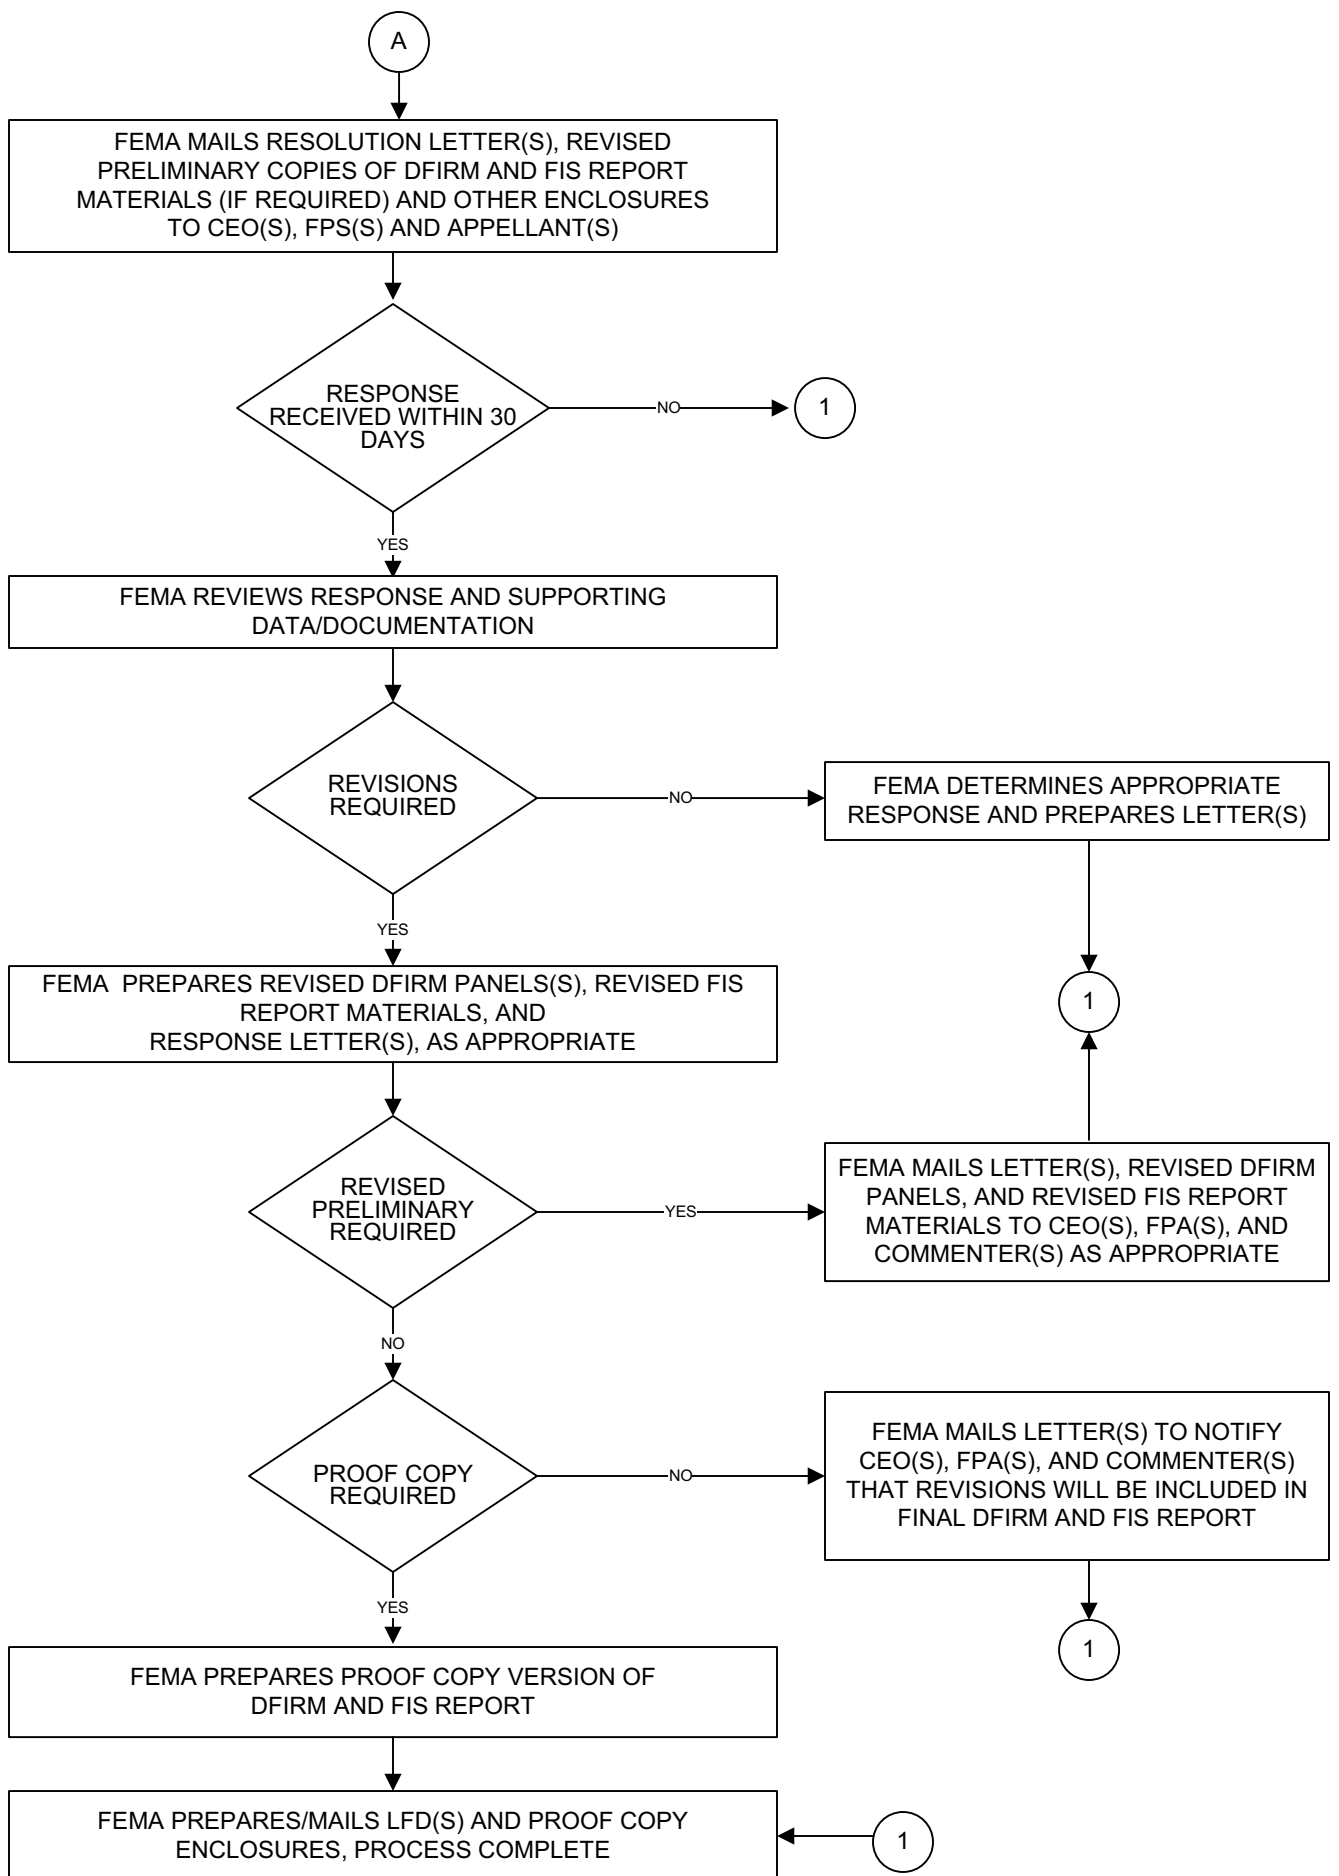 A
FEMA MAILS RESOLUTION LETTER(S), REVISED
PRELIMINARY COPIES OF DFIRM AND FIS REPORT
MATERIALS (IF REQUIRED) AND OTHER ENCLOSURES
TO CEO(S), FPS(S) AND APPELLANT(S)
RESPONSE
RECEIVED WITHIN 30
DAYS
NO
1
YES
FEMA REVIEWS RESPONSE AND SUPPORTING
DATA/DOCUMENTATION
REVISIONS
REQUIRED
NO
FEMA DETERMINES APPROPRIATE
RESPONSE AND PREPARES LETTER(S)
YES
1
FEMA PREPARES REVISED DFIRM PANELS(S), REVISED FIS
REPORT MATERIALS, AND
RESPONSE LETTER(S), AS APPROPRIATE
REVISED
PRELIMINARY
REQUIRED
YES
FEMA MAILS LETTER(S), REVISED DFIRM
PANELS, AND REVISED FIS REPORT
MATERIALS TO CEO(S), FPA(S), AND
COMMENTER(S) AS APPROPRIATE
NO
PROOF COPY
REQUIRED
NO
FEMA MAILS LETTER(S) TO NOTIFY
CEO(S), FPA(S), AND COMMENTER(S)
THAT REVISIONS WILL BE INCLUDED IN
FINAL DFIRM AND FIS REPORT
YES
1
FEMA PREPARES PROOF COPY VERSION OF
DFIRM AND FIS REPORT
FEMA PREPARES/MAILS LFD(S) AND PROOF COPY
ENCLOSURES, PROCESS COMPLETE
1